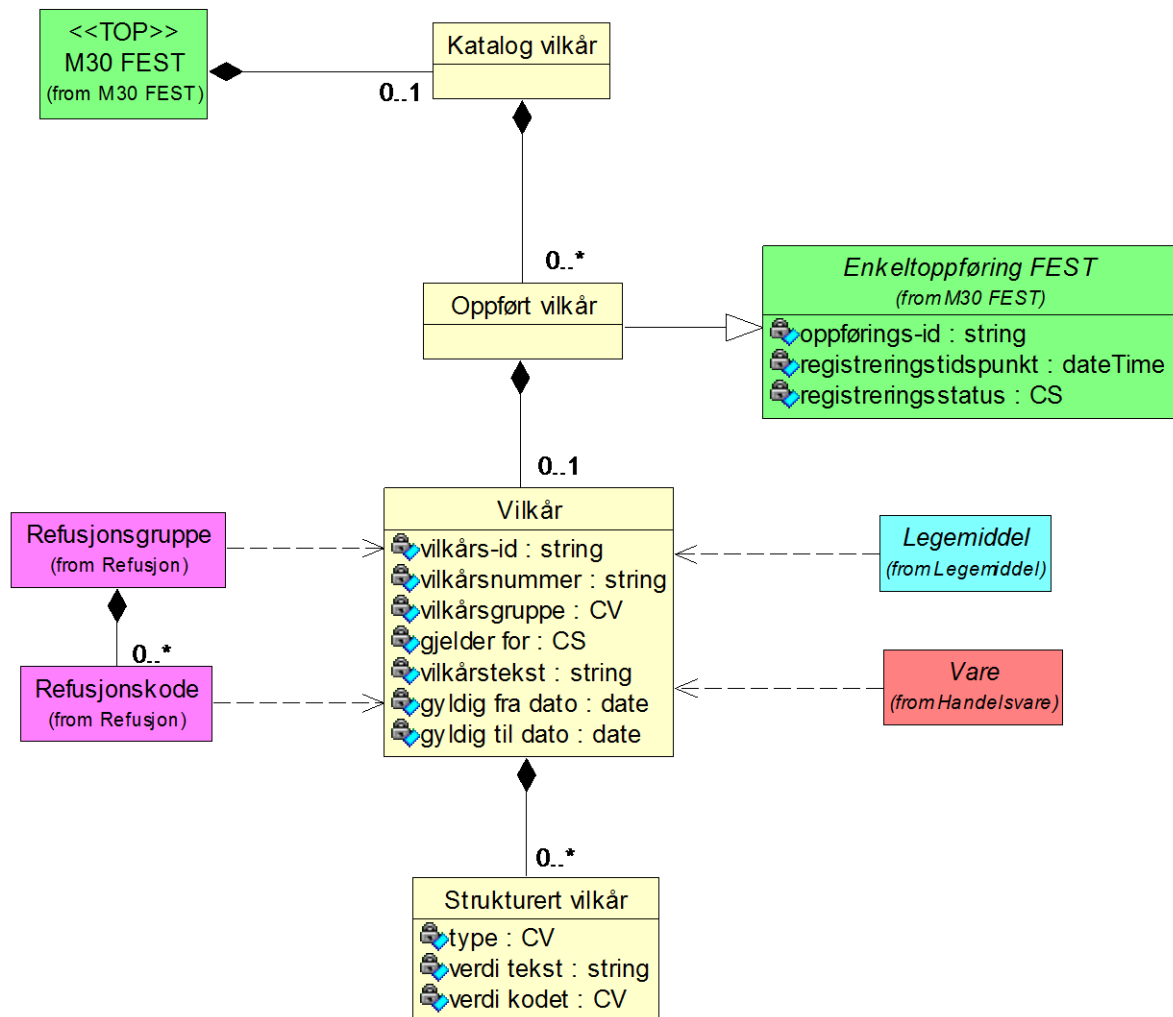 <<TOP>>
M30 FEST
(from M30 FEST)
Katalog vilkår
0..1
0..*
Oppført vilkår
Enkeltoppføring FEST
(from M30 FEST)
oppførings-id : string
registreringstidspunkt : dateTime
registreringsstatus : CS
0..1
Vilkår
vilkårs-id : string
vilkårsnummer : string
vilkårsgruppe : CV
gjelder for : CS
vilkårstekst : string
gyldig fra dato : date
gyldig til dato : date
Refusjonsgruppe
(from Refusjon)
0..*
Refusjonskode
(from Refusjon)
Legemiddel
(from Legemiddel)
Vare
(from Handelsvare)
0..*
Strukturert vilkår
type : CV
verdi tekst : string
verdi kodet : CV